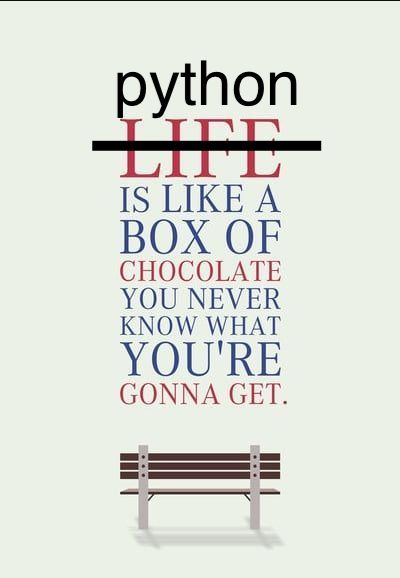 python
LIFE
IS LIKE A
BOX OF
CHOCOLATE
YOU NEVER
KNOW WHAT
YOU'RE
GONNA GET.